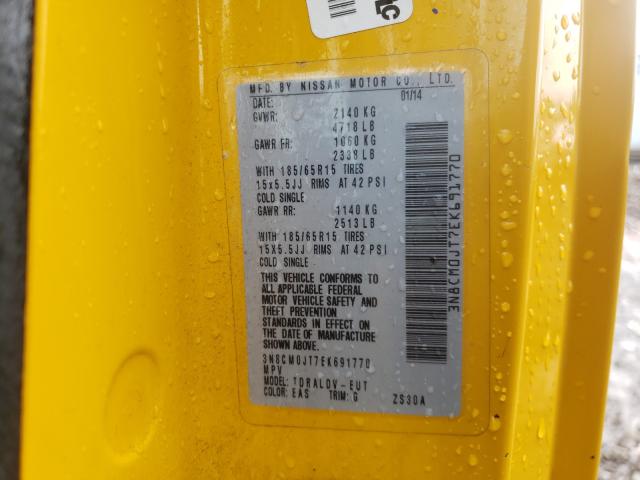 MFD. BY NISSAN MOTOR CO., LTD.
DATE: 01/14
GVWR: 2140 KG
4718 LB
GAWR FR: 1060 KG
2338 LB
WITH 185/65R15 TIRES
15x5.5JJ RIMS AT 42 PSI
COLD SINGLE
GAWR RR: 1140 KG
2513 LB
WITH 185/65R15 TIRES
15X5.5JJ RIMS AT 42 PSI
COLD SINGLE
THIS VEHICLE CONFORMS TO
ALL APPLICABLE FEDERAL
MOTOR VEHICLE SAFETY AND
THEFT PREVENTION
STANDARDS IN EFFECT ON
THE DATE OF MANUFACTURE
SHOWN ABOVE.
3N8CM0JT7EK691770
MPV
MODEL: TDRALDV-EUT
COLOR: EAS TRIM: G ZS30A
3N8CM0JT7EK691770